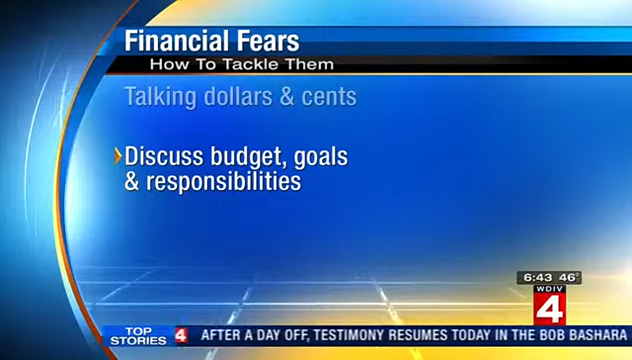 Financial Fears
How To Tackle Them
Talking dollars & cents
Discuss budget, goals
& responsibilities
6:43 46°
WDIV
4
TOP
STORIES 4 AFTER A DAY OFF, TESTIMONY RESUMES TODAY IN THE BOB BASHARA